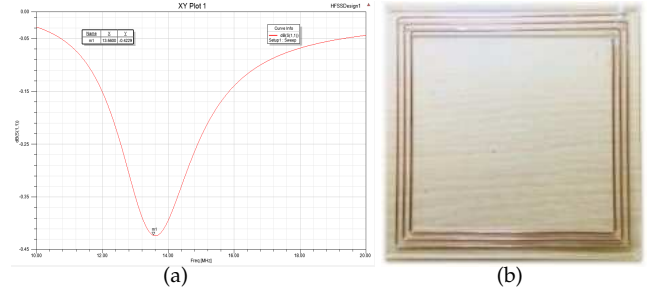 XY Plot 1
HFSSDesign1
0.00
Name X Y
m1 13.6600 -0.4229
Curve Info
dB(S(1,1))
Setup1 : Sweep
-0.05
-0.15
-0.25
-0.35
-0.45
dB(S(1,1))
m1
10.00 12.00 14.00 16.00 18.00 20.00
Freq [MHz]
(a) (b)